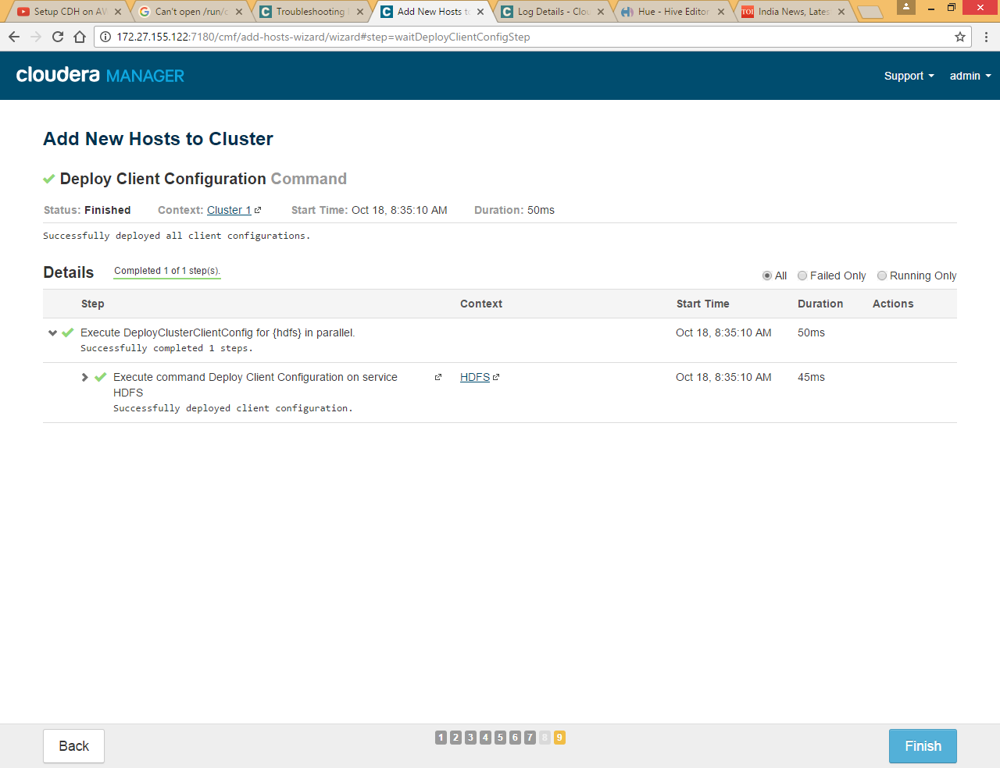 Setup CDH on AW
Can't open /run/c
Troubleshooting
Add New Hosts to
Log Details - Clou
Hue - Hive Editor
TOI India News, Lates
172.27.155.122:7180/cmf/add-hosts-wizard/wizard#step=waitDeployClientConfigStep
cloudera MANAGER
Support
admin
Add New Hosts to Cluster
Deploy Client Configuration Command
Status: Finished Context: Cluster 1 Start Time: Oct 18, 8:35:10 AM Duration: 50ms
Successfully deployed all client configurations.
Details Completed 1 of 1 step(s). All Failed Only Running Only
Step Context Start Time Duration Actions
Execute DeployClusterClientConfig for {hdfs} in parallel. Oct 18, 8:35:10 AM 50ms
Successfully completed 1 steps.
Execute command Deploy Client Configuration on service HDFS Oct 18, 8:35:10 AM 45ms
HDFS
Successfully deployed client configuration.
Back 1 2 3 4 5 6 7 8 9 Finish